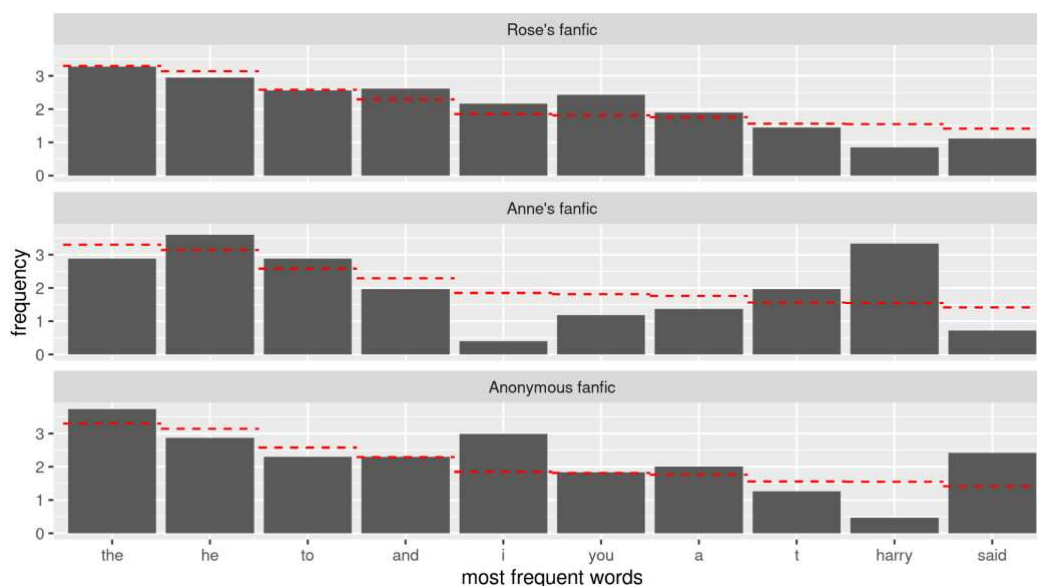 Rose's fanfic
3
2
1
0
Anne's fanfic
3
2
1
0
frequency
Anonymous fanfic
3
2
1
0
the he to and i you a t harry said
most frequent words